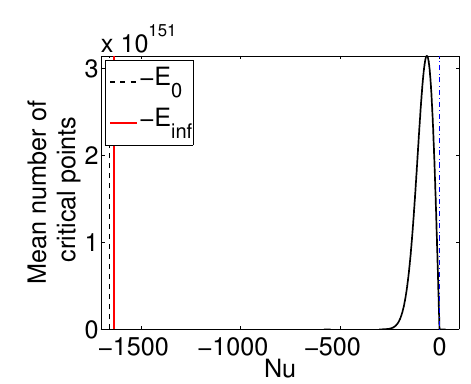 x 10^151
3
2
1
0
Mean number of
critical points
-E_0
-E_inf
−1500 −1000 −500 0
Nu